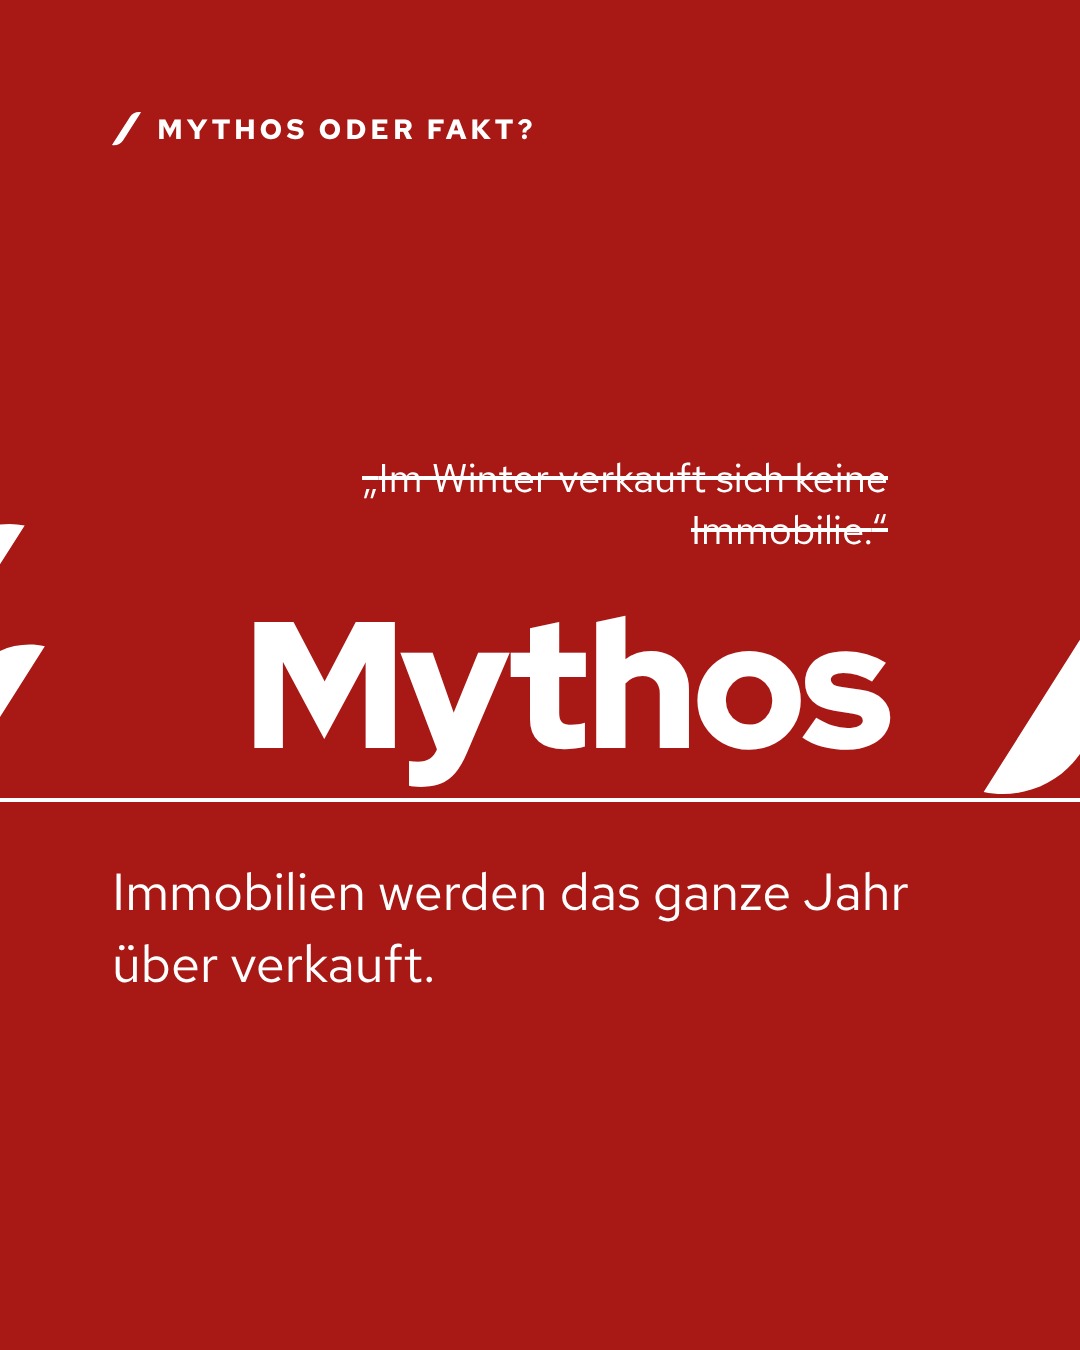 MYTHOS ODER FAKT?
„Im Winter verkauft sich keine
Immobilie.“
Mythos
Immobilien werden das ganze Jahr
über verkauft.